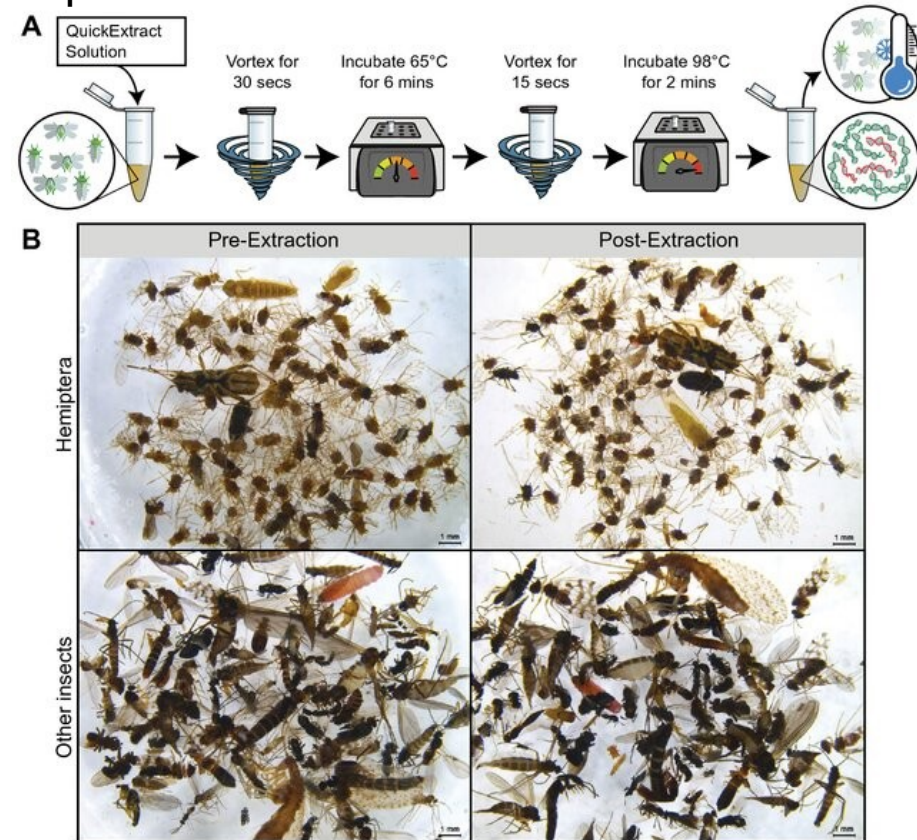 A
QuickExtract
Solution
Vortex for
30 secs
Incubate 65°C
for 6 mins
Vortex for
15 secs
Incubate 98°C
for 2 mins
B
Pre-Extraction
Post-Extraction
Hemiptera
1 mm
1 mm
Other insects
1 mm
1 mm